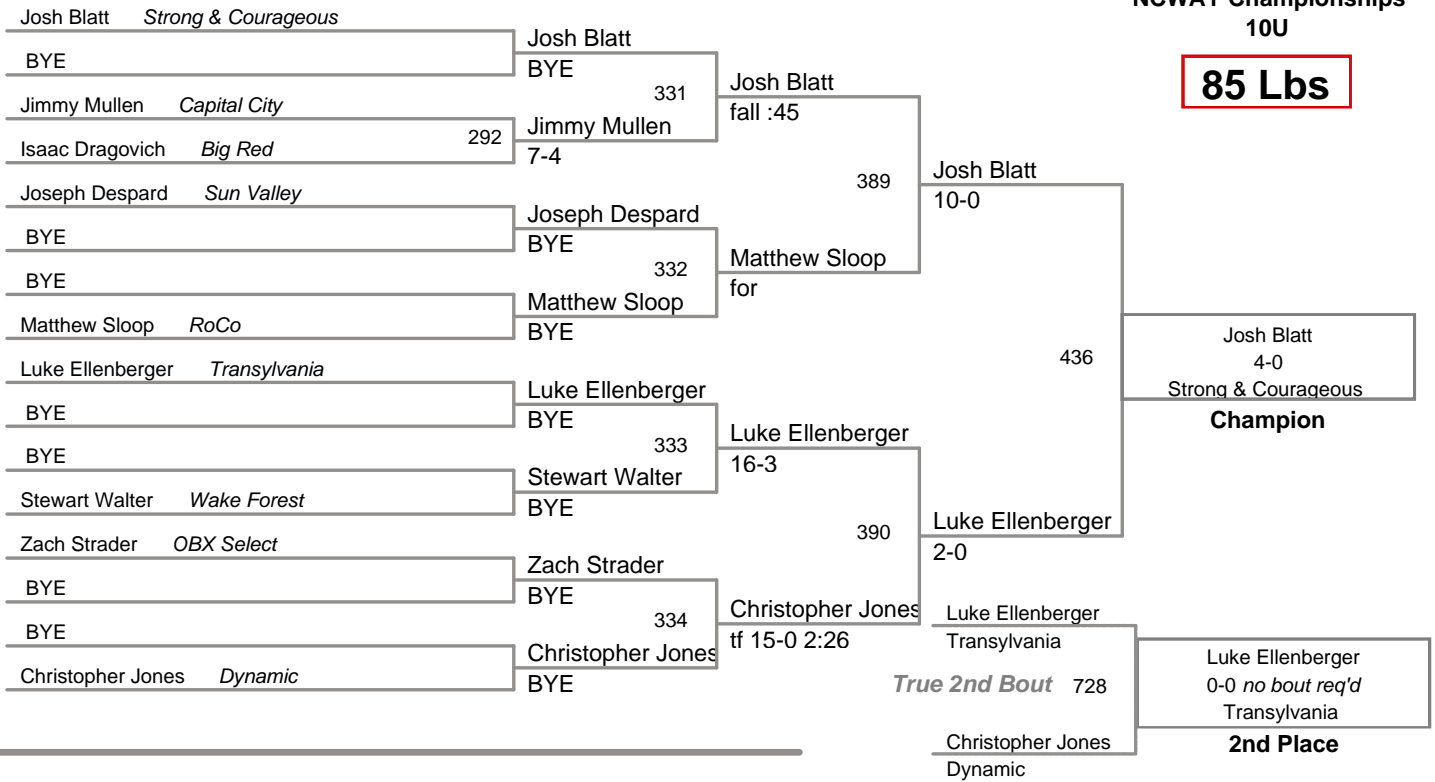 NCWAY Championships
10U
85 Lbs
Josh Blatt Strong & Courageous
BYE
Jimmy Mullen Capital City
Isaac Dragovich Big Red
Joseph Despard Sun Valley
BYE
BYE
Matthew Sloop RoCo
Luke Ellenberger Transylvania
BYE
BYE
Stewart Walter Wake Forest
Zach Strader OBX Select
BYE
BYE
Christopher Jones Dynamic
292
Josh Blatt
BYE
Jimmy Mullen
7-4
Joseph Despard
BYE
Matthew Sloop
BYE
Luke Ellenberger
BYE
Stewart Walter
BYE
Zach Strader
BYE
Christopher Jones
BYE
331
332
333
334
Josh Blatt
fall :45
Matthew Sloop
for
Luke Ellenberger
16-3
Christopher Jones
tf 15-0 2:26
389
390
Josh Blatt
10-0
Luke Ellenberger
2-0
436
Josh Blatt
4-0
Strong & Courageous
Champion
Luke Ellenberger
Transylvania
True 2nd Bout 728
Christopher Jones
Dynamic
Luke Ellenberger
0-0 no bout req'd
Transylvania
2nd Place